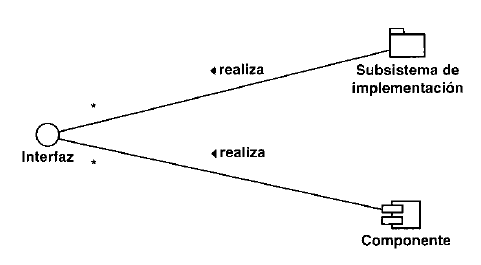 ◄ realiza
Subsistema de
implementación
*
Interfaz
*
◄ realiza
Componente